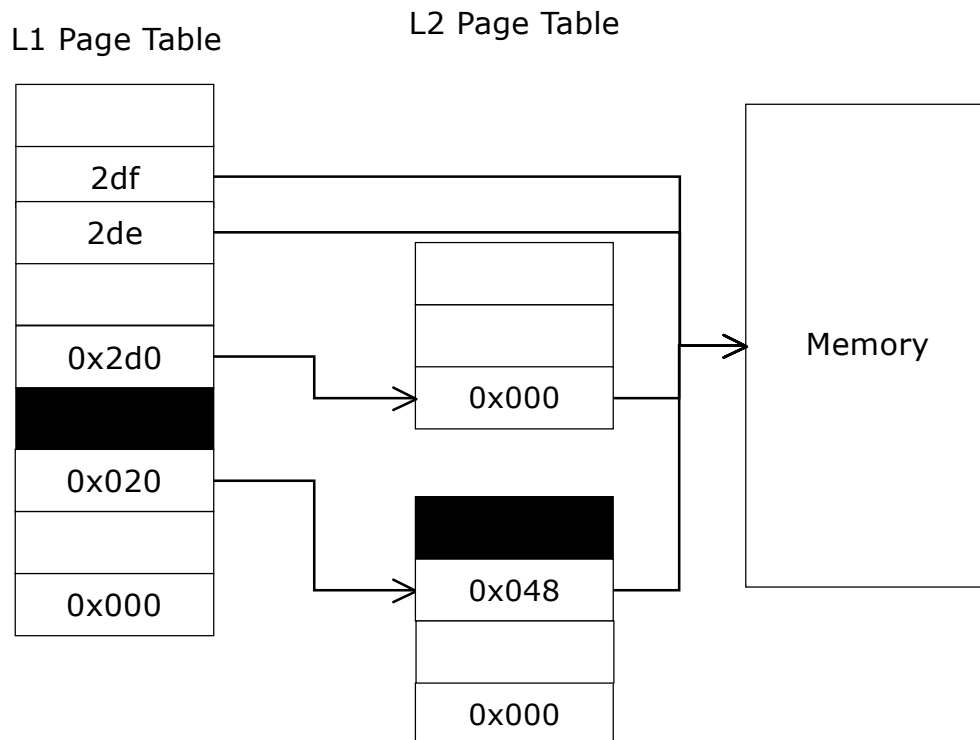 L1 Page Table
L2 Page Table
2df
2de
0x2d0
0x020
0x000
0x000
0x048
0x000
Memory